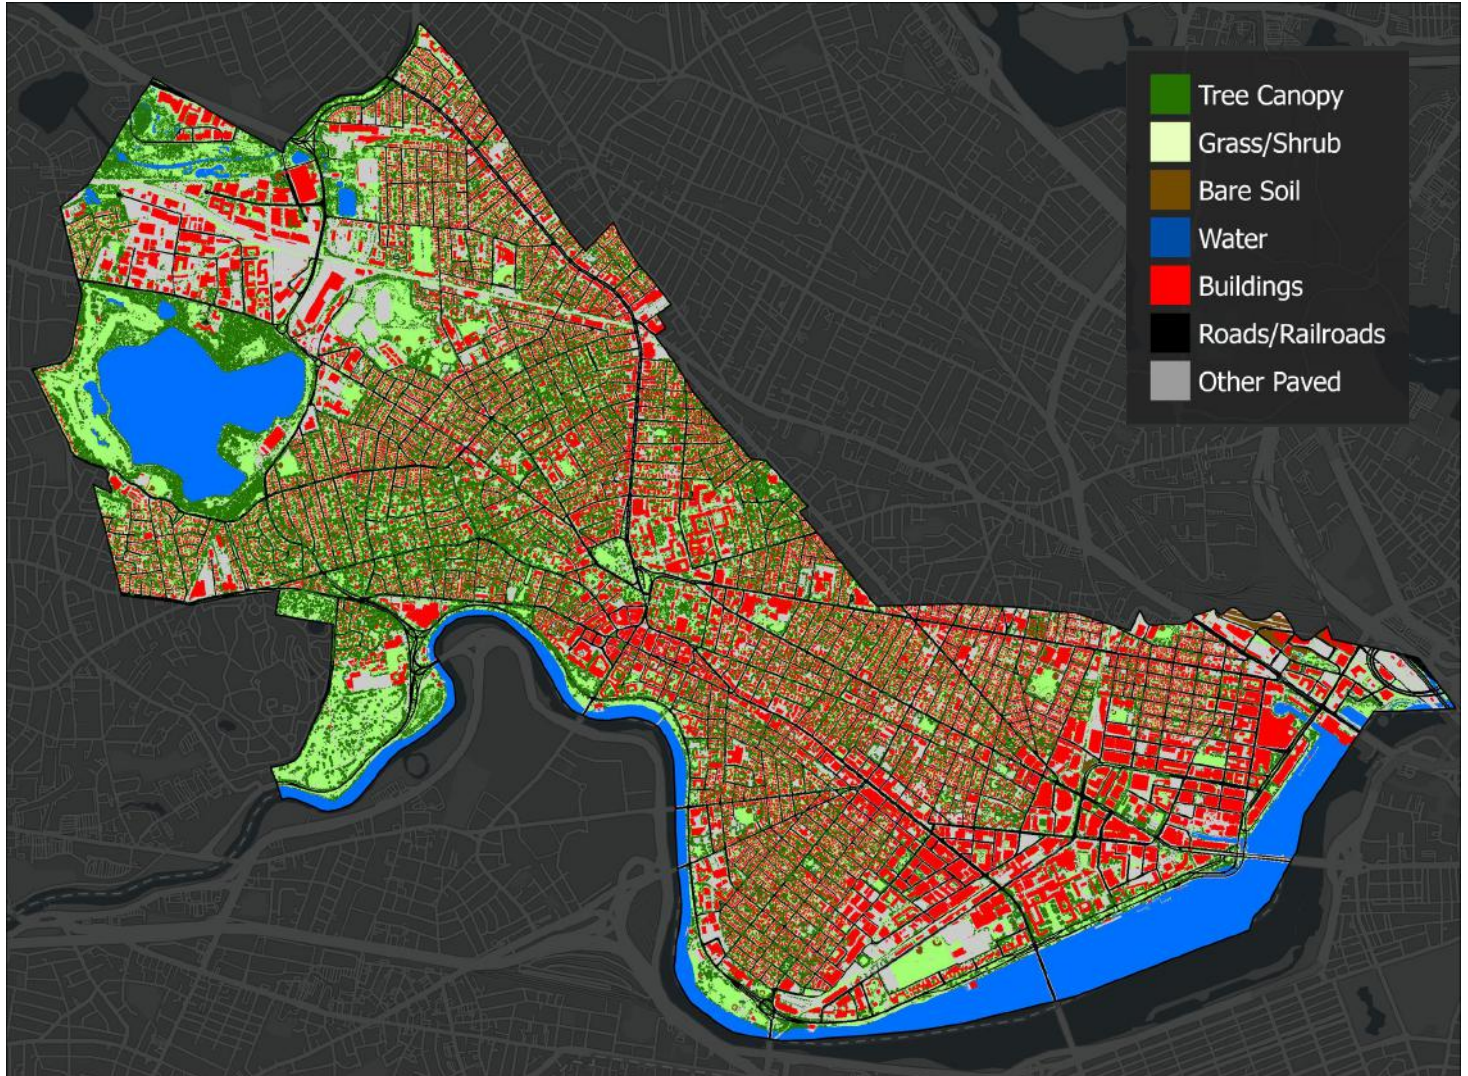 Tree Canopy
Grass/Shrub
Bare Soil
Water
Buildings
Roads/Railroads
Other Paved